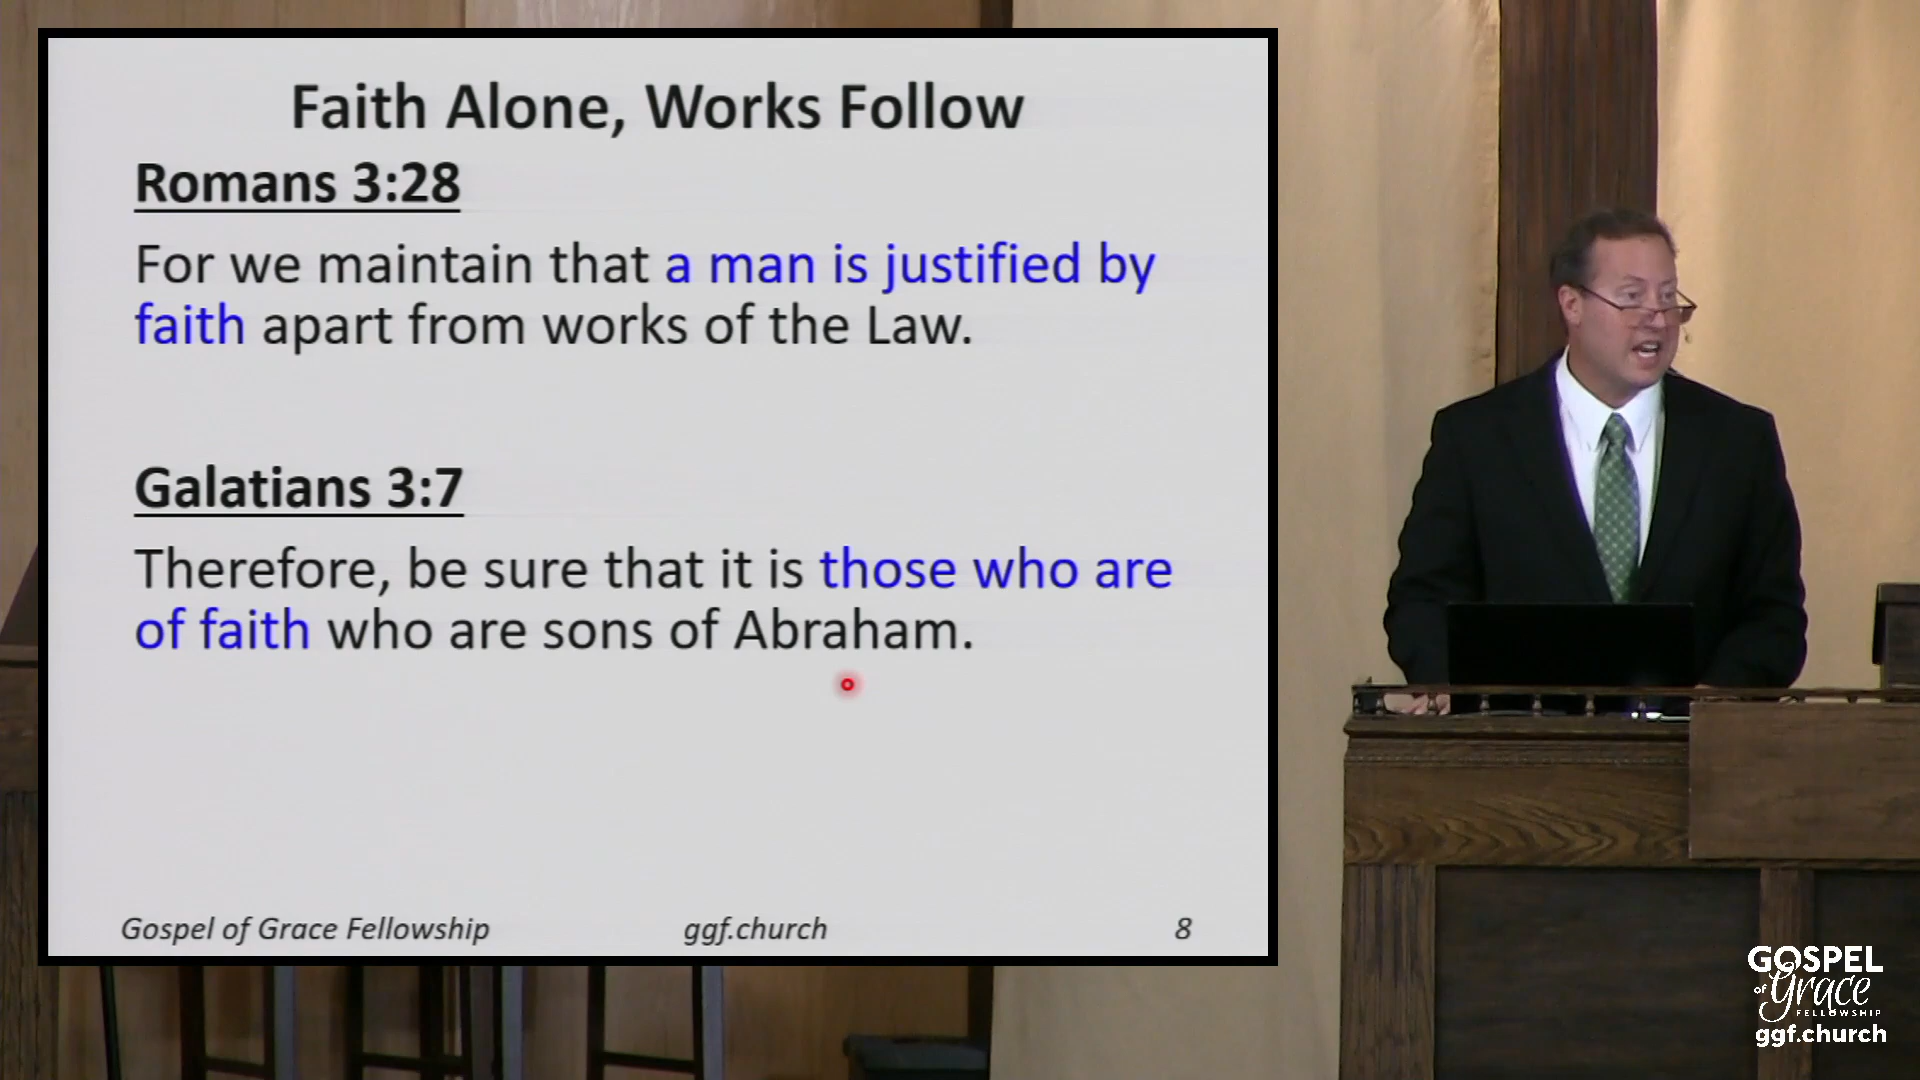 Faith Alone, Works Follow
Romans 3:28
For we maintain that a man is justified by
faith apart from works of the Law.
Galatians 3:7
Therefore, be sure that it is those who are
of faith who are sons of Abraham.
Gospel of Grace Fellowship ggf.church 8
GOSPEL
of Grace
FELLOWSHIP
ggf.church